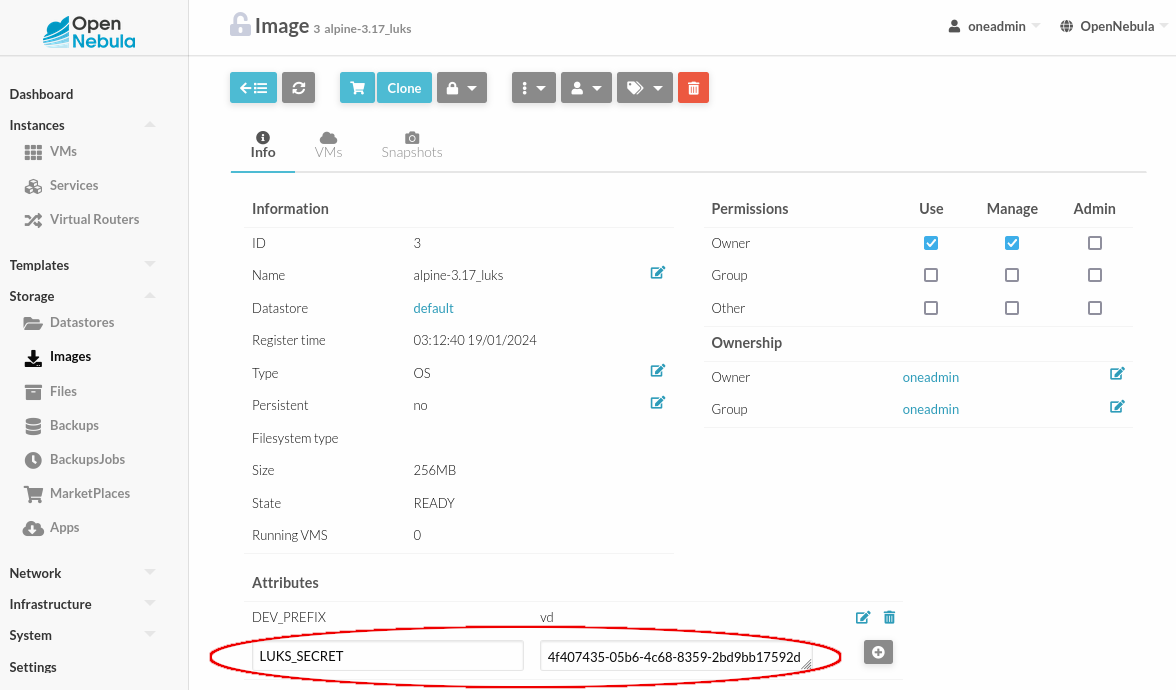 Open
Nebula
Image 3 alpine-3.17_luks
oneadmin
OpenNebula
Dashboard
Instances
VMs
Services
Virtual Routers
Templates
Storage
Datastores
Images
Files
Backups
BackupsJobs
MarketPlaces
Apps
Network
Infrastructure
System
Settings
Clone
Info
VMs
Snapshots
Information
ID 3
Name alpine-3.17_luks
Datastore default
Register time 03:12:40 19/01/2024
Type OS
Persistent no
Filesystem type
Size 256MB
State READY
Running VMS 0
Permissions Use Manage Admin
Owner
Group
Other
Ownership
Owner oneadmin
Group oneadmin
Attributes
DEV_PREFIX vd
LUKS_SECRET 4f407435-05b6-4c68-8359-2bd9bb17592d